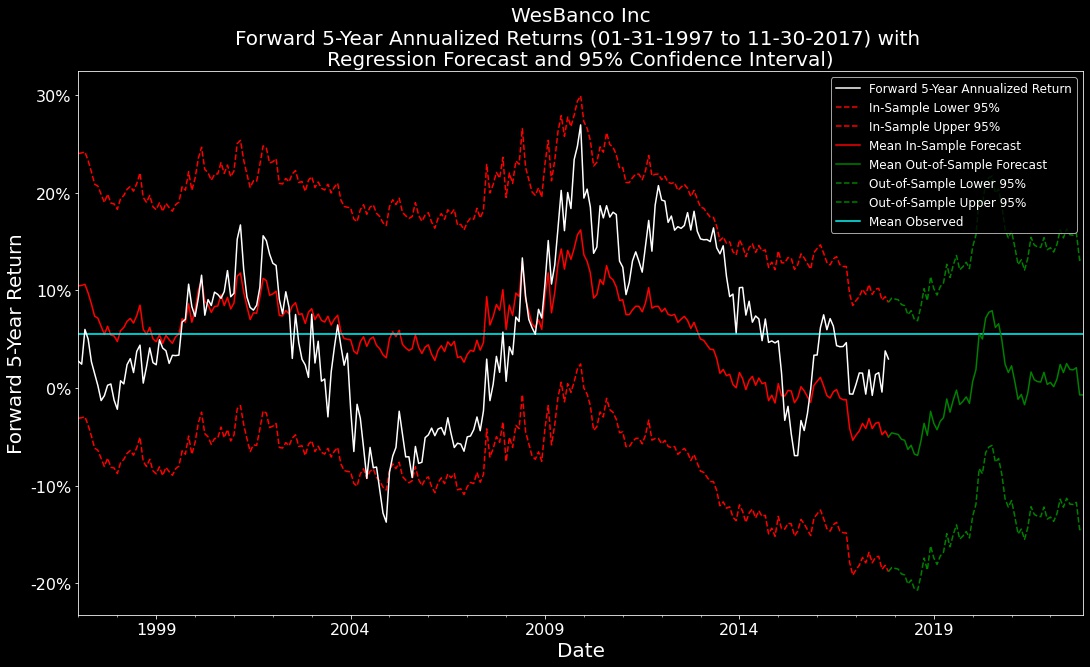 WesBanco Inc
Forward 5-Year Annualized Returns (01-31-1997 to 11-30-2017) with
Regression Forecast and 95% Confidence Interval)
Forward 5-Year Annualized Return
In-Sample Lower 95%
In-Sample Upper 95%
Mean In-Sample Forecast
Mean Out-of-Sample Forecast
Out-of-Sample Lower 95%
Out-of-Sample Upper 95%
Mean Observed
Forward 5-Year Return
30%
20%
10%
0%
-10%
-20%
1999
2004
2009
2014
2019
Date